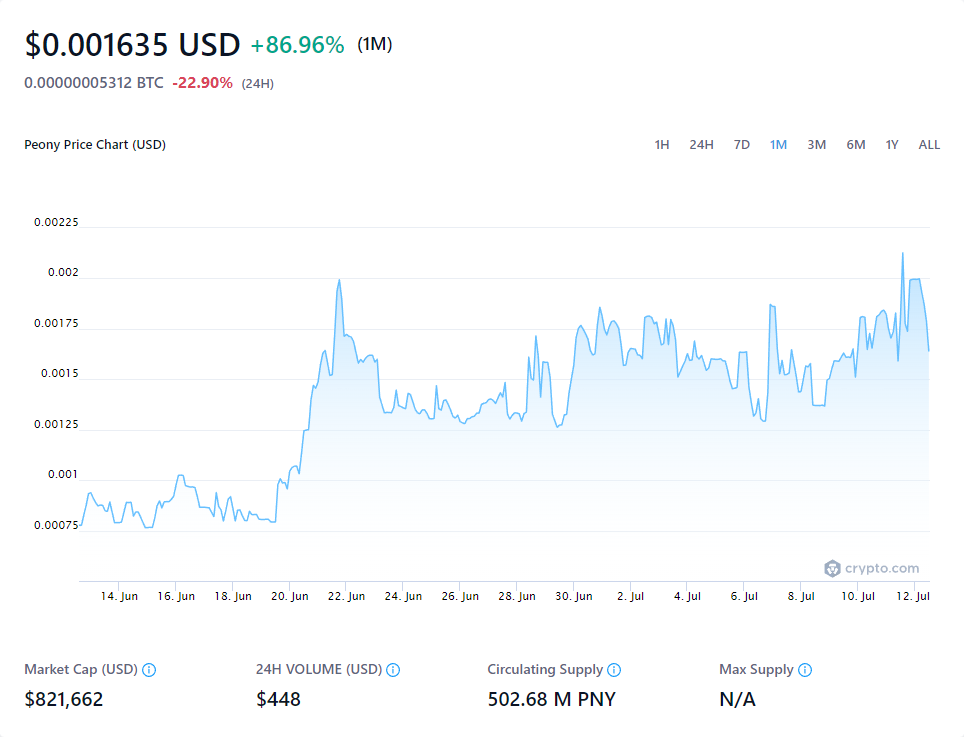 $0.001635 USD +86.96% (1M)
0.00000005312 BTC -22.90% (24H)
Peony Price Chart (USD) 1H 24H 7D 1M 3M 6M 1Y ALL
0.00225
0.002
0.00175
0.0015
0.00125
0.001
0.00075
crypto.com
14. Jun 16. Jun 18. Jun 20. Jun 22. Jun 24. Jun 26. Jun 28. Jun 30. Jun 2. Jul 4. Jul 6. Jul 8. Jul 10. Jul 12. Jul
Market Cap (USD) 24H VOLUME (USD) Circulating Supply Max Supply
$821,662 $448 502.68 M PNY N/A